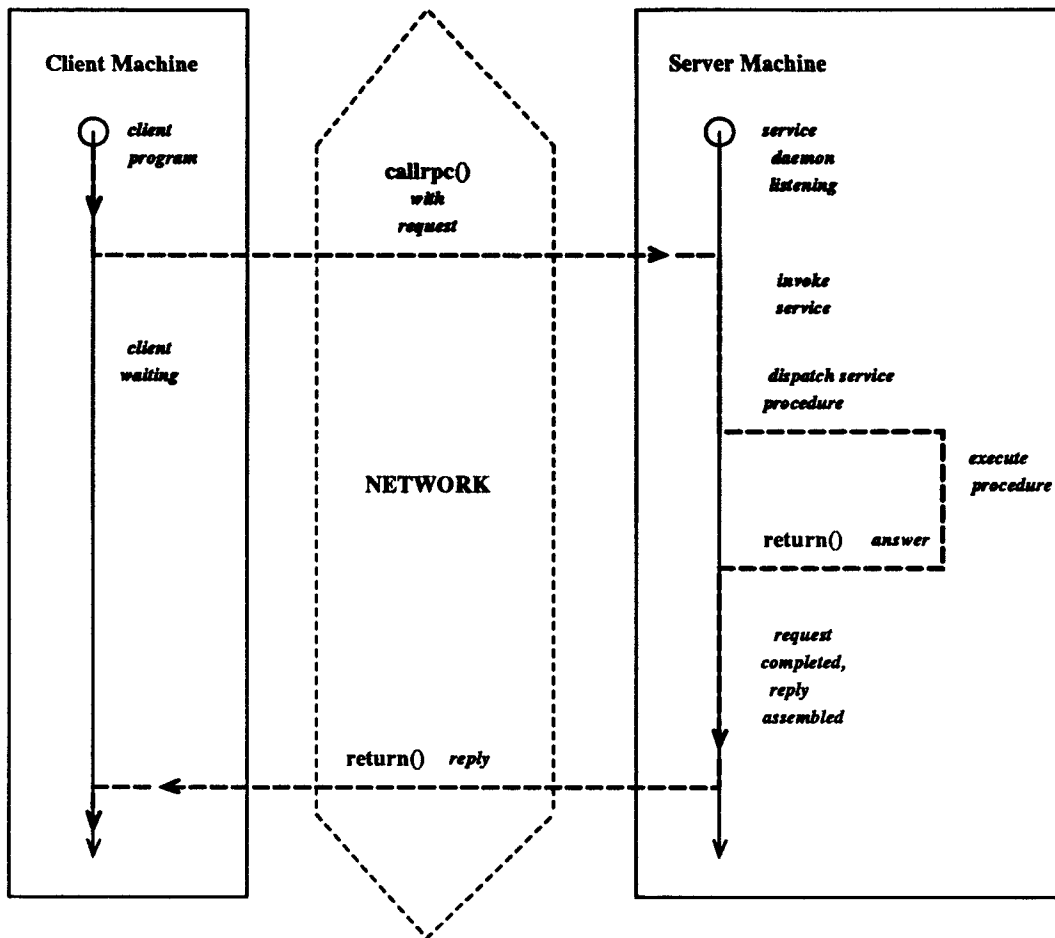 Client Machine
client
program
client
waiting
callrpc()
with
request
NETWORK
return() reply
Server Machine
service
daemon
listening
invoke
service
dispatch service
procedure
execute
procedure
return() answer
request
completed,
reply
assembled